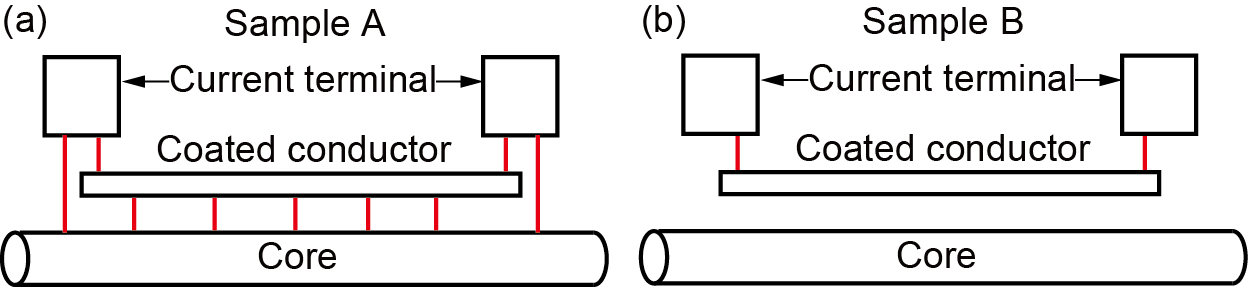 (a)
Sample A
Current terminal
Coated conductor
Core
(b)
Sample B
Current terminal
Coated conductor
Core